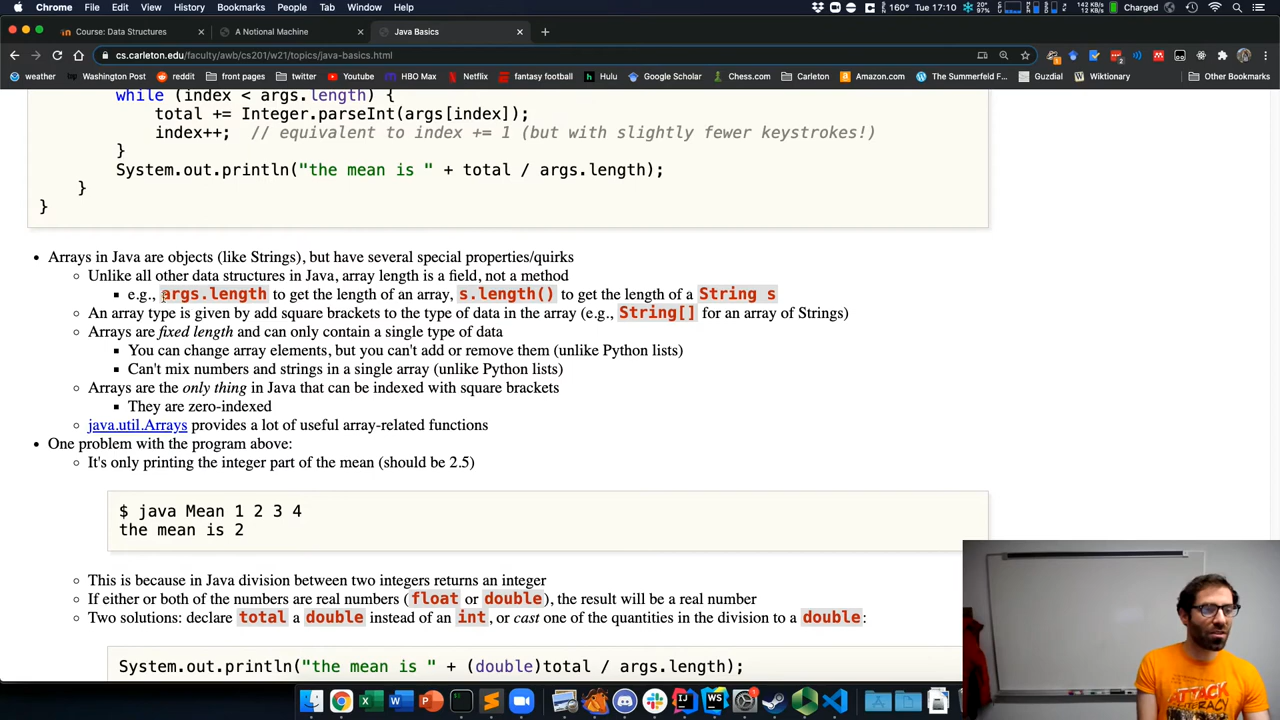 Chrome File Edit View History Bookmarks People Tab Window Help
160° Tue 17:10 20° 97% 142 KB 12 KB Charged
Course: Data Structures
A Notional Machine
Java Basics
cs.carleton.edu/faculty/awb/cs201/w21/topics/java-basics.html
weather Washington Post reddit front pages twitter Youtube HBO Max Netflix fantasy football Hulu Google Scholar Chess.com Carleton Amazon.com The Summerfeld F... Guzdial Wiktionary Other Bookmarks
while (index < args.length) {
total += Integer.parseInt(args[index]);
index++;  // equivalent to index += 1 (but with slightly fewer keystrokes!)
}
System.out.println("the mean is " + total / args.length);
}
}
Arrays in Java are objects (like Strings), but have several special properties/quirks
Unlike all other data structures in Java, array length is a field, not a method
e.g., args.length to get the length of an array, s.length() to get the length of a String s
An array type is given by add square brackets to the type of data in the array (e.g., String[] for an array of Strings)
Arrays are fixed length and can only contain a single type of data
You can change array elements, but you can't add or remove them (unlike Python lists)
Can't mix numbers and strings in a single array (unlike Python lists)
Arrays are the only thing in Java that can be indexed with square brackets
They are zero-indexed
java.util.Arrays provides a lot of useful array-related functions
One problem with the program above:
It's only printing the integer part of the mean (should be 2.5)
$ java Mean 1 2 3 4
the mean is 2
This is because in Java division between two integers returns an integer
If either or both of the numbers are real numbers (float or double), the result will be a real number
Two solutions: declare total a double instead of an int, or cast one of the quantities in the division to a double:
System.out.println("the mean is " + (double)total / args.length);
ATTACK
LITERACY